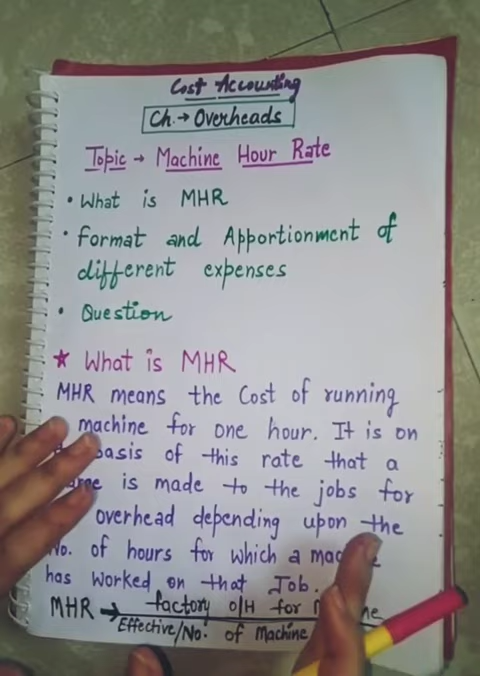 Cost Accounting
Ch. → Overheads
Topic → Machine Hour Rate
• What is MHR
• Format and Apportionment of
different expenses
• Question
★ What is MHR
MHR means the Cost of running
machine for one hour. It is on
basis of this rate that a
is made to the jobs for
overhead depending upon the
No. of hours for which a
has worked on that Job.
MHR → factory O/H for
Effective/No. of Machine